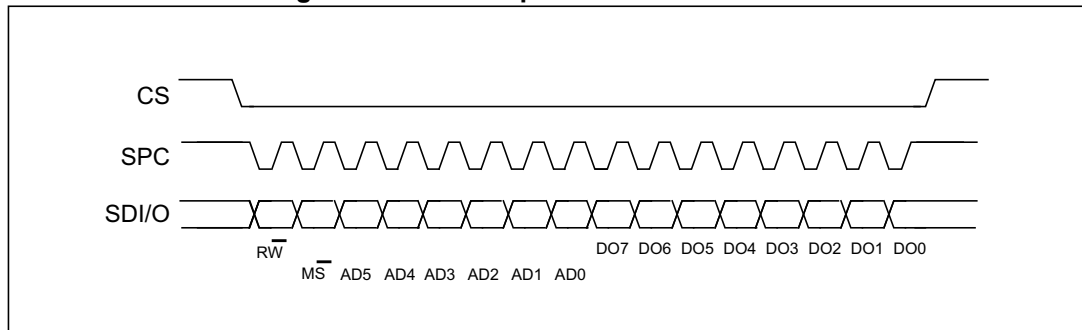 CS
SPC
SDI/O
RW DO7 DO6 DO5 DO4 DO3 DO2 DO1 DO0
MS AD5 AD4 AD3 AD2 AD1 AD0